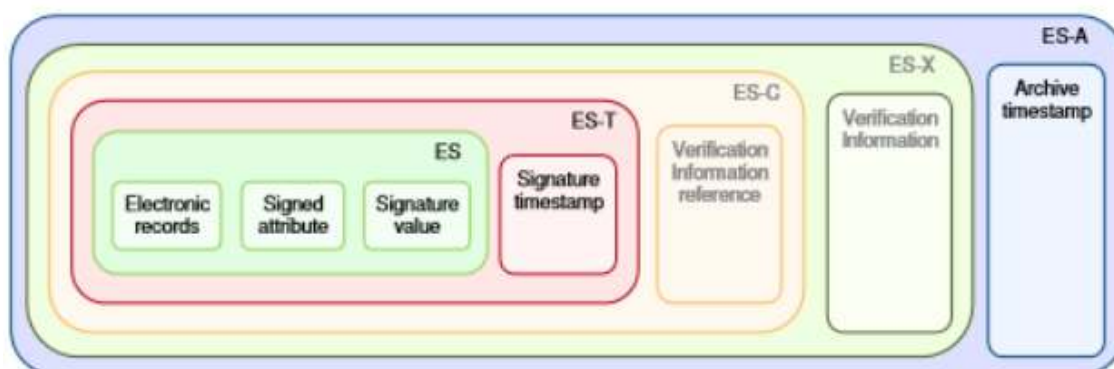 ES-A
ES-X
ES-C
ES-T
ES
Electronic
records
Signed
attribute
Signature
value
Signature
timestamp
Verification
Information
reference
Verification
Information
Archive
timestamp